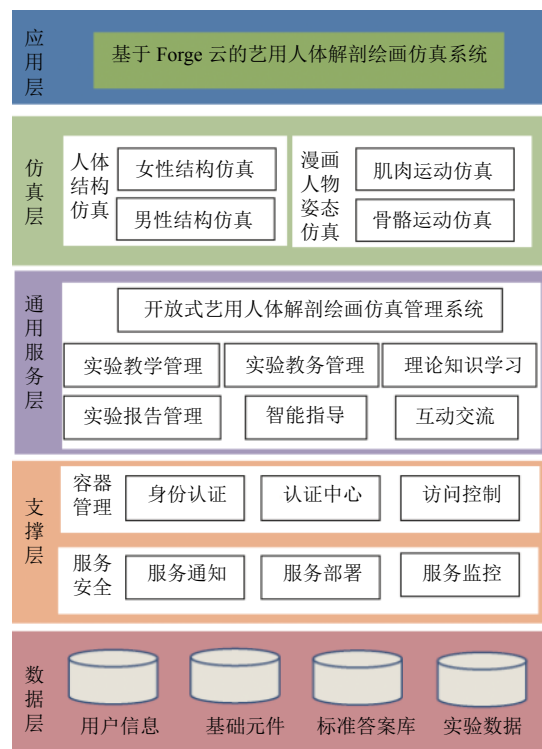 应用层
基于 Forge 云的艺用人体解剖绘画仿真系统
仿真层
人体结构仿真
女性结构仿真
男性结构仿真
漫画人物姿态仿真
肌肉运动仿真
骨骼运动仿真
通用服务层
开放式艺用人体解剖绘画仿真管理系统
实验教学管理
实验教务管理
理论知识学习
实验报告管理
智能指导
互动交流
支撑层
容器管理
身份认证
认证中心
访问控制
服务安全
服务通知
服务部署
服务监控
数据层
用户信息
基础元件
标准答案库
实验数据